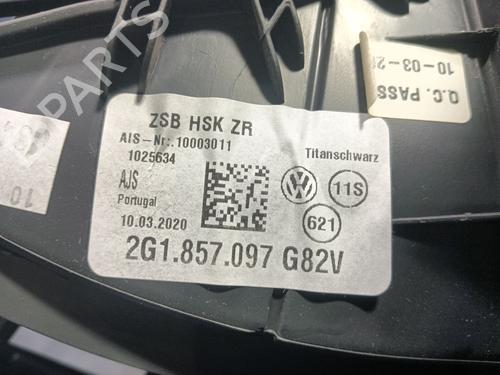 ZSB HSK ZR
AIS-Nr.:10003011
1025634
Titanschwarz
AJS
Portugal
10.03.2020
11S
621
2G1.857.097 G82V
Q.C. PASS
10-03-2
PARTS